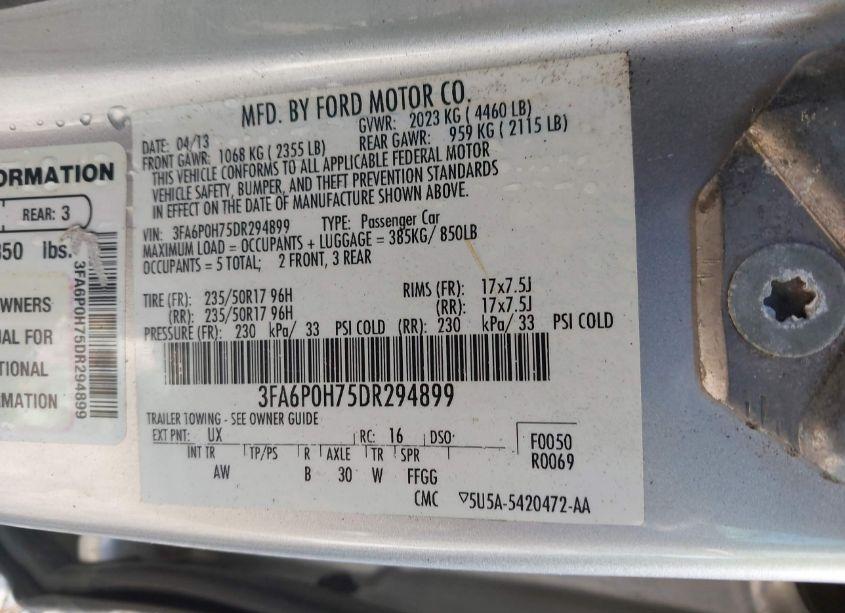 MFD. BY FORD MOTOR CO.
DATE: 04/13 GVWR: 2023 KG ( 4460 LB)
FRONT GAWR: 1068 KG ( 2355 LB) REAR GAWR: 959 KG ( 2115 LB)
THIS VEHICLE CONFORMS TO ALL APPLICABLE FEDERAL MOTOR
VEHICLE SAFETY, BUMPER, AND THEFT PREVENTION STANDARDS
IN EFFECT ON THE DATE OF MANUFACTURE SHOWN ABOVE.
VIN: 3FA6P0H75DR294899 TYPE: Passenger Car
MAXIMUM LOAD = OCCUPANTS + LUGGAGE = 385KG/ 850LB
OCCUPANTS = 5 TOTAL; 2 FRONT, 3 REAR
TIRE (FR): 235/50R17 96H RIMS (FR): 17x7.5J
(RR): 235/50R17 96H (RR): 17x7.5J
PRESSURE (FR): 230 kPa/ 33 PSI COLD (RR): 230 kPa/ 33 PSI COLD
3FA6P0H75DR294899
TRAILER TOWING - SEE OWNER GUIDE
EXT PNT: UX RC: 16 DSO:
F0050
R0069
INT TR TP/PS R AXLE TR SPR
AW B 30 W FFGG
CMC ▽5U5A-5420472-AA
ORMATION
REAR: 3
350 lbs.
WNERS
UAL FOR
TIONAL
RMATION
3FA6P0H75DR294899